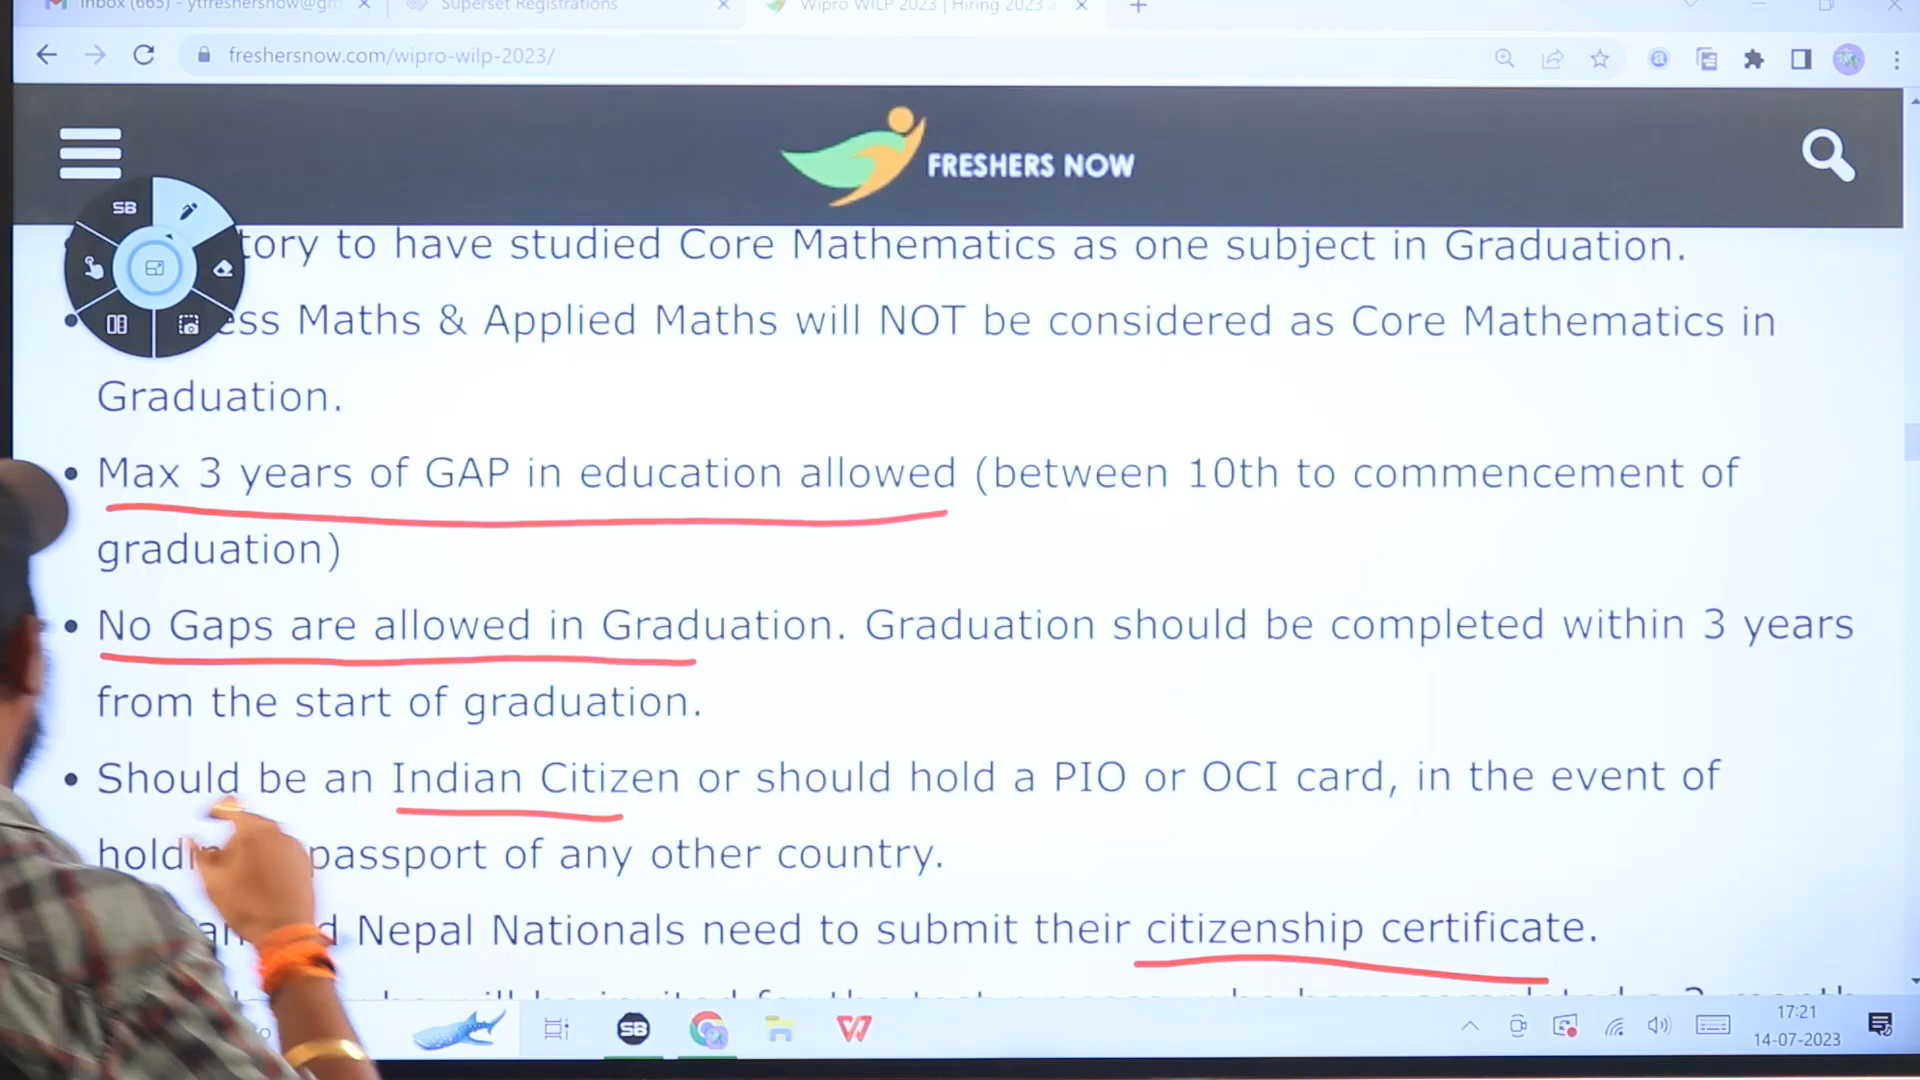 Inbox (665) - ytfreshersnow@gm
Superset Registrations
Wipro WILP 2023 | Hiring 2023 a
freshersnow.com/wipro-wilp-2023/
FRESHERS NOW
SB
tory to have studied Core Mathematics as one subject in Graduation.
ess Maths & Applied Maths will NOT be considered as Core Mathematics in
Graduation.
• Max 3 years of GAP in education allowed (between 10th to commencement of
graduation)
• No Gaps are allowed in Graduation. Graduation should be completed within 3 years
from the start of graduation.
• Should be an Indian Citizen or should hold a PIO or OCI card, in the event of
passport of any other country.
Nepal Nationals need to submit their citizenship certificate.
SB
17:21
14-07-2023